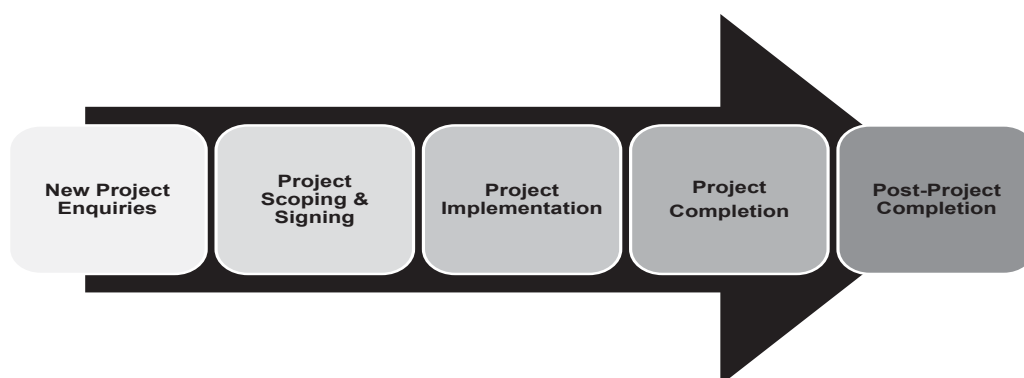 New Project
Enquiries
Project
Scoping &
Signing
Project
Implementation
Project
Completion
Post-Project
Completion